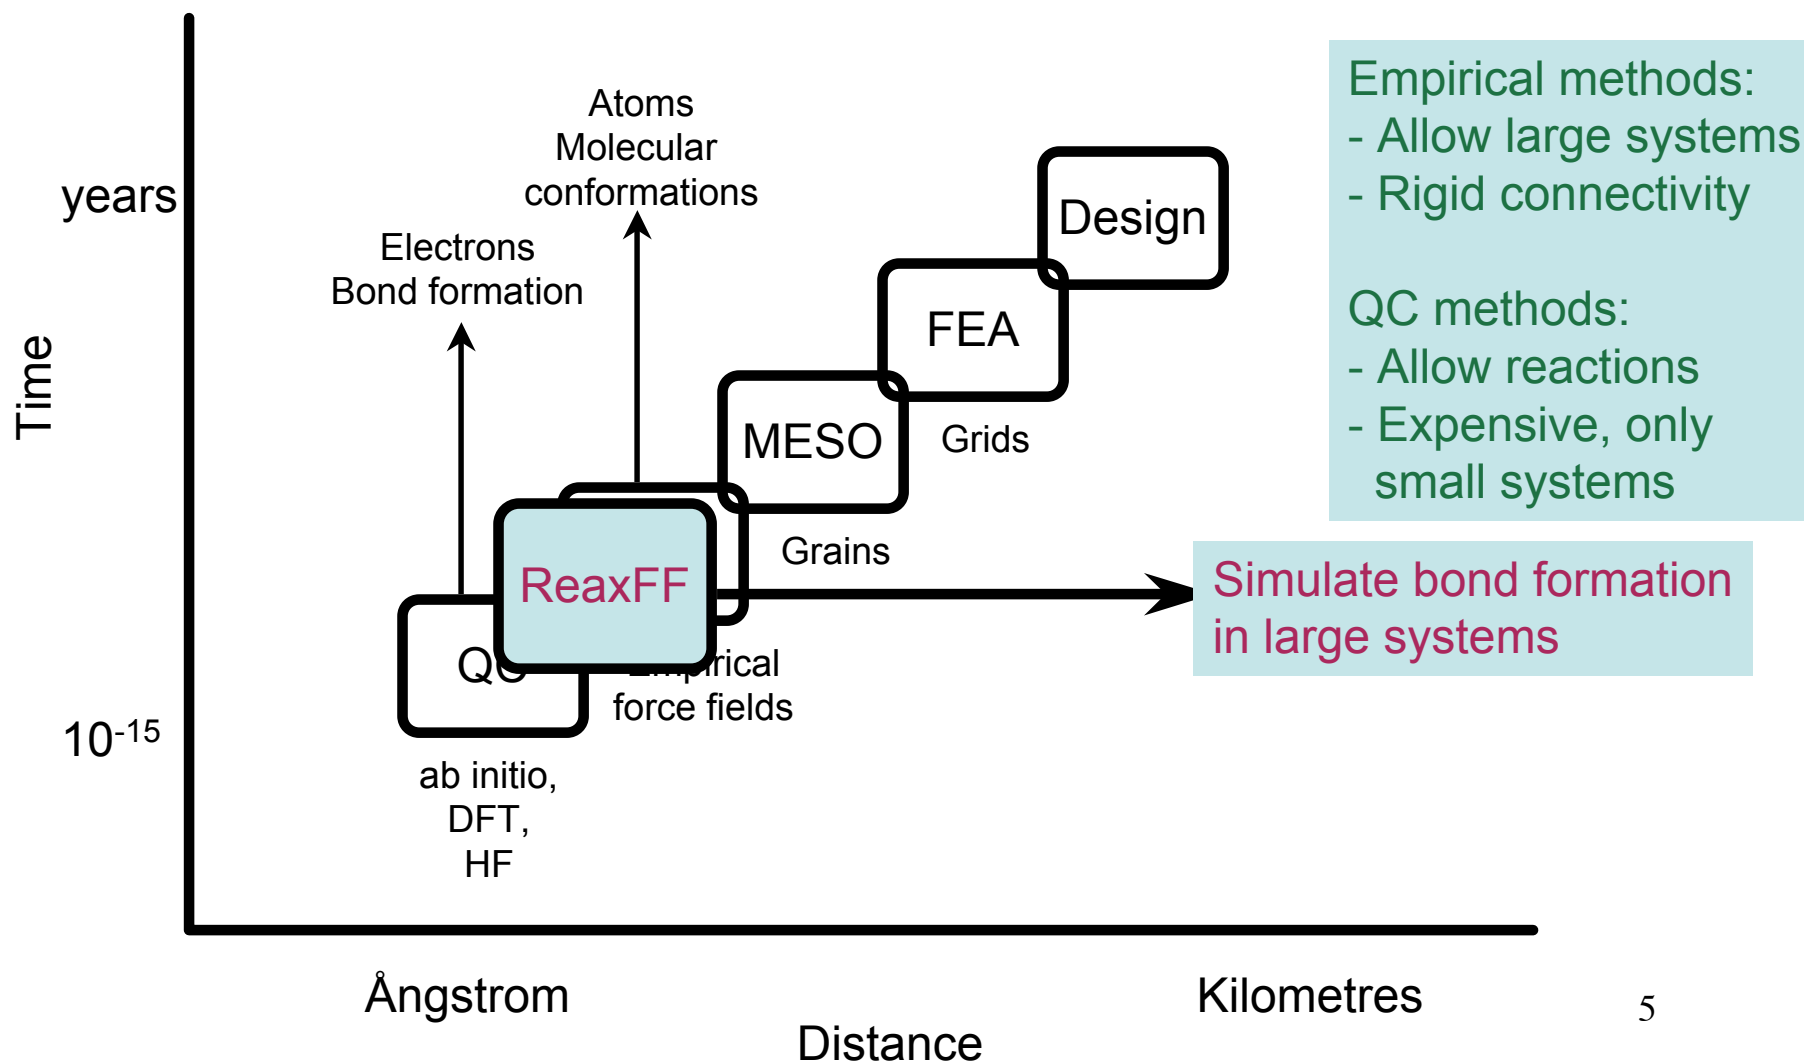 Atoms
Molecular
conformations
Electrons
Bond formation
years
Time
10-15
Design
FEA
MESO
Grids
Grains
ReaxFF
QC
force fields
ab initio,
DFT,
HF
Empirical methods:
- Allow large systems
- Rigid connectivity
QC methods:
- Allow reactions
- Expensive, only
small systems
Simulate bond formation
in large systems
Ångstrom
Kilometres
Distance
5